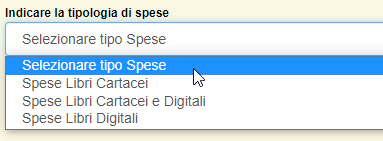 Indicare la tipologia di spese
Selezionare tipo Spese
Selezionare tipo Spese
Spese Libri Cartacei
Spese Libri Cartacei e Digitali
Spese Libri Digitali